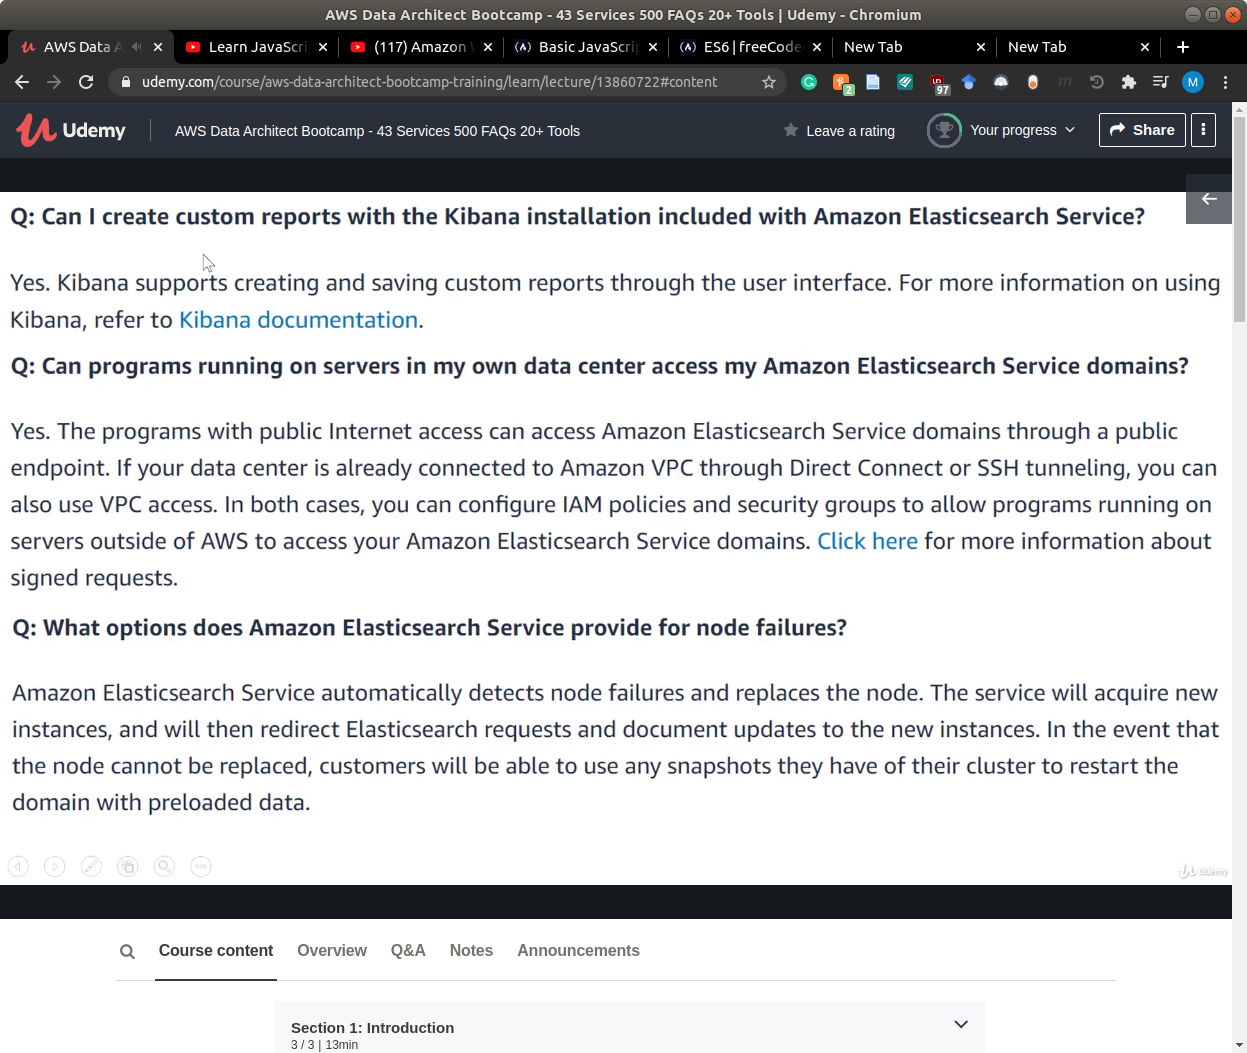 AWS Data Architect Bootcamp - 43 Services 500 FAQs 20+ Tools | Udemy - Chromium
AWS Data A
Learn JavaScri
(117) Amazon
Basic JavaScrip
ES6 | freeCode
New Tab
New Tab
udemy.com/course/aws-data-architect-bootcamp-training/learn/lecture/13860722#content
2
97
m
M
Udemy
AWS Data Architect Bootcamp - 43 Services 500 FAQs 20+ Tools
Leave a rating
Your progress
Share
Q: Can I create custom reports with the Kibana installation included with Amazon Elasticsearch Service?
Yes. Kibana supports creating and saving custom reports through the user interface. For more information on using
Kibana, refer to Kibana documentation.
Q: Can programs running on servers in my own data center access my Amazon Elasticsearch Service domains?
Yes. The programs with public Internet access can access Amazon Elasticsearch Service domains through a public
endpoint. If your data center is already connected to Amazon VPC through Direct Connect or SSH tunneling, you can
also use VPC access. In both cases, you can configure IAM policies and security groups to allow programs running on
servers outside of AWS to access your Amazon Elasticsearch Service domains. Click here for more information about
signed requests.
Q: What options does Amazon Elasticsearch Service provide for node failures?
Amazon Elasticsearch Service automatically detects node failures and replaces the node. The service will acquire new
instances, and will then redirect Elasticsearch requests and document updates to the new instances. In the event that
the node cannot be replaced, customers will be able to use any snapshots they have of their cluster to restart the
domain with preloaded data.
Udemy
Course content
Overview
Q&A
Notes
Announcements
Section 1: Introduction
3 / 3 | 13min